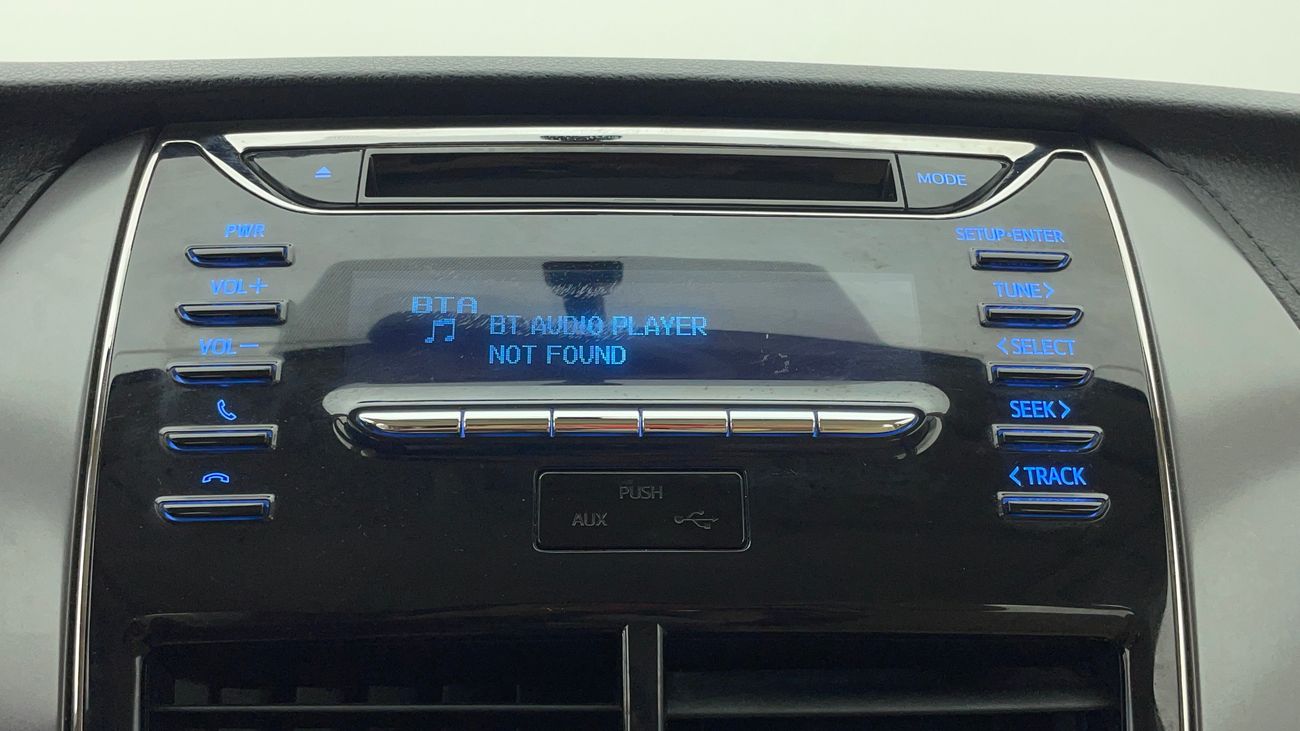 MODE
PWR
SETUP•ENTER
VOL+
TUNE>
BTA
BT AUDIO PLAYER
VOL−
<SELECT
NOT FOUND
SEEK>
<TRACK
PUSH
AUX